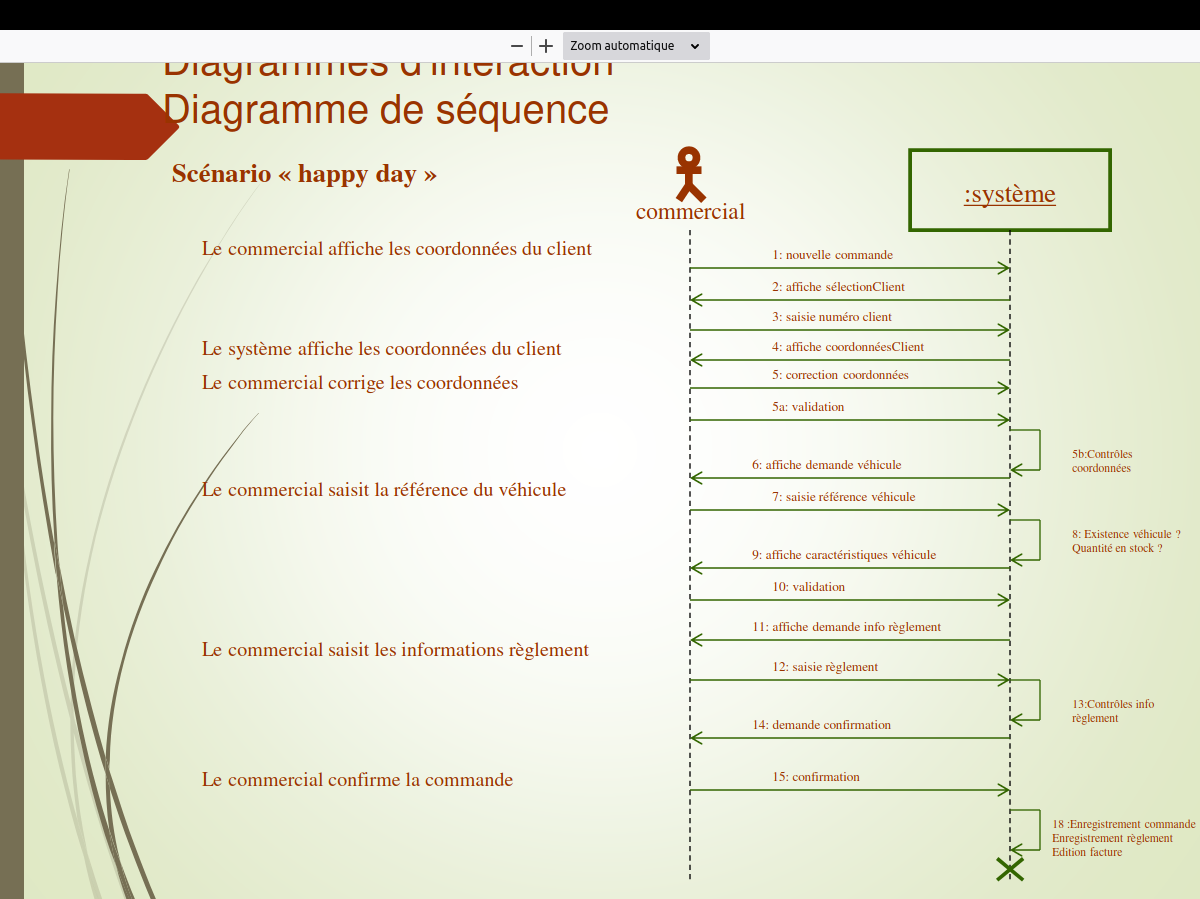 Zoom automatique
Diagrammes d'interaction
Diagramme de séquence
Scénario « happy day »
commercial
:système
Le commercial affiche les coordonnées du client
1: nouvelle commande
2: affiche sélectionClient
3: saisie numéro client
Le système affiche les coordonnées du client
4: affiche coordonnéesClient
Le commercial corrige les coordonnées
5: correction coordonnées
5a: validation
5b:Contrôles
coordonnées
6: affiche demande véhicule
Le commercial saisit la référence du véhicule
7: saisie référence véhicule
8: Existence véhicule ?
Quantité en stock ?
9: affiche caractéristiques véhicule
10: validation
11: affiche demande info règlement
Le commercial saisit les informations règlement
12: saisie règlement
13:Contrôles info
règlement
14: demande confirmation
Le commercial confirme la commande
15: confirmation
18 :Enregistrement commande
Enregistrement règlement
Edition facture